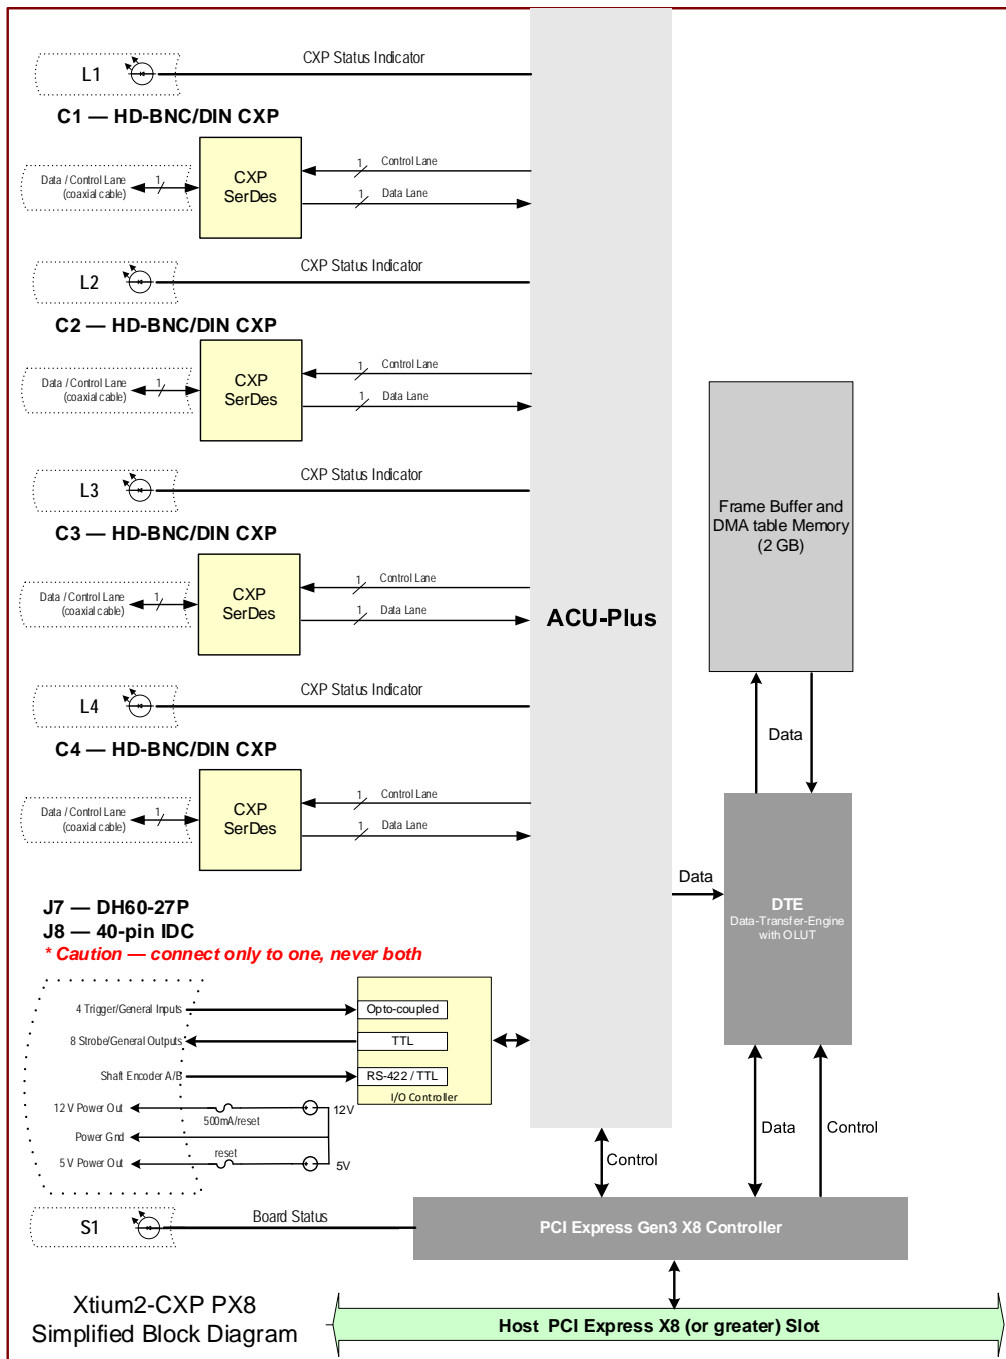 CXP Status Indicator
L1
C1 — HD-BNC/DIN CXP
Data / Control Lane
(coaxial cable)
1
CXP
SerDes
1 Control Lane
1 Data Lane
CXP Status Indicator
L2
C2 — HD-BNC/DIN CXP
Data / Control Lane
(coaxial cable)
1
CXP
SerDes
1 Control Lane
1 Data Lane
CXP Status Indicator
L3
C3 — HD-BNC/DIN CXP
Data / Control Lane
(coaxial cable)
1
CXP
SerDes
1 Control Lane
1 Data Lane
CXP Status Indicator
L4
C4 — HD-BNC/DIN CXP
Data / Control Lane
(coaxial cable)
1
CXP
SerDes
1 Control Lane
1 Data Lane
ACU-Plus
Frame Buffer and
DMA table Memory
(2 GB)
Data
Data
DTE
Data-Transfer-Engine
with OLUT
J7 — DH60-27P
J8 — 40-pin IDC
* Caution — connect only to one, never both
4 Trigger/General Inputs
Opto-coupled
8 Strobe/General Outputs
TTL
Shaft Encoder A/B
RS-422 / TTL
I/O Controller
12 V Power Out
500mA/reset
12V
Power Gnd
5 V Power Out
reset
5V
Control
Data
Control
S1
Board Status
PCI Express Gen3 X8 Controller
Xtium2-CXP PX8
Simplified Block Diagram
Host PCI Express X8 (or greater) Slot